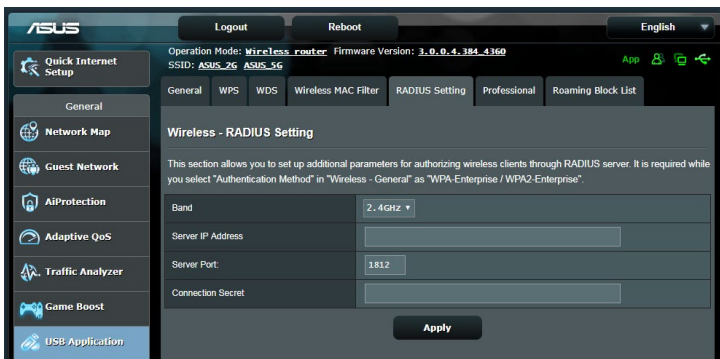 ASUS
Logout
Reboot
English
Quick Internet
Setup
General
Network Map
Guest Network
AiProtection
Adaptive QoS
Traffic Analyzer
Game Boost
USB Application
Operation Mode: Wireless router Firmware Version: 3.0.0.4.384_4360
SSID: ASUS_2G ASUS_5G
App
General WPS WDS Wireless MAC Filter RADIUS Setting Professional Roaming Block List
Wireless - RADIUS Setting
This section allows you to set up additional parameters for authorizing wireless clients through RADIUS server. It is required while
you select "Authentication Method" in "Wireless - General" as "WPA-Enterprise / WPA2-Enterprise".
Band 2.4GHz
Server IP Address
Server Port: 1812
Connection Secret
Apply